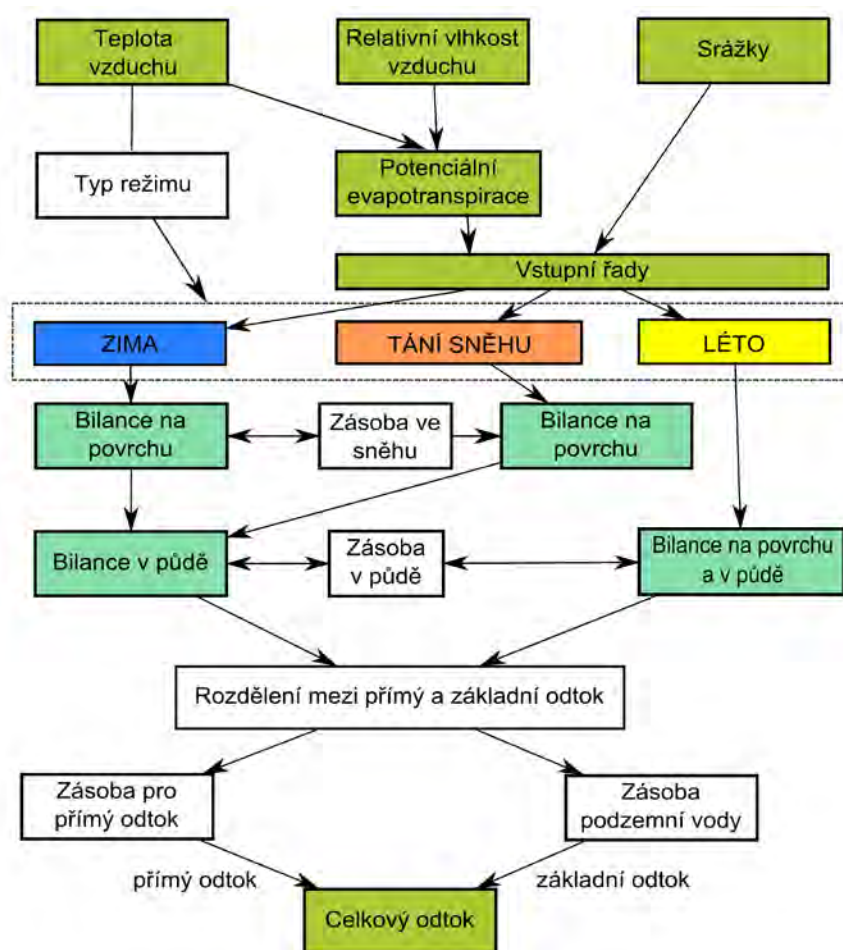 Teplota
vzduchu
Relativní vlhkost
vzduchu
Srážky
Typ režimu
Potenciální
evapotranspirace
Vstupní řady
ZIMA
TÁNÍ SNĚHU
LÉTO
Bilance na
povrchu
Zásoba ve
sněhu
Bilance na
povrchu
Bilance v půdě
Zásoba
v půdě
Bilance na povrchu
a v půdě
Rozdělení mezi přímý a základní odtok
Zásoba pro
přímý odtok
Zásoba
podzemní vody
přímý odtok
základní odtok
Celkový odtok